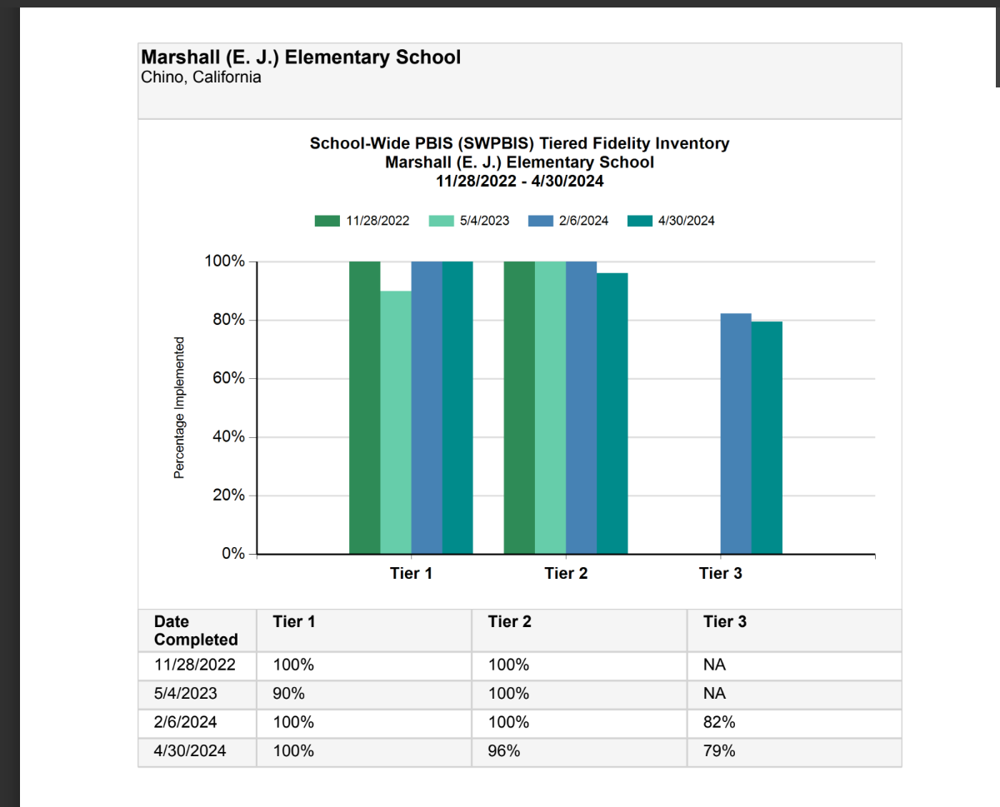 Marshall (E. J.) Elementary School
Chino, California
School-Wide PBIS (SWPBIS) Tiered Fidelity Inventory
Marshall (E. J.) Elementary School
11/28/2022 - 4/30/2024
11/28/2022 5/4/2023 2/6/2024 4/30/2024
Percentage Implemented
100%
80%
60%
40%
20%
0%
Tier 1 Tier 2 Tier 3
Date Completed Tier 1 Tier 2 Tier 3
11/28/2022 100% 100% NA
5/4/2023 90% 100% NA
2/6/2024 100% 100% 82%
4/30/2024 100% 96% 79%